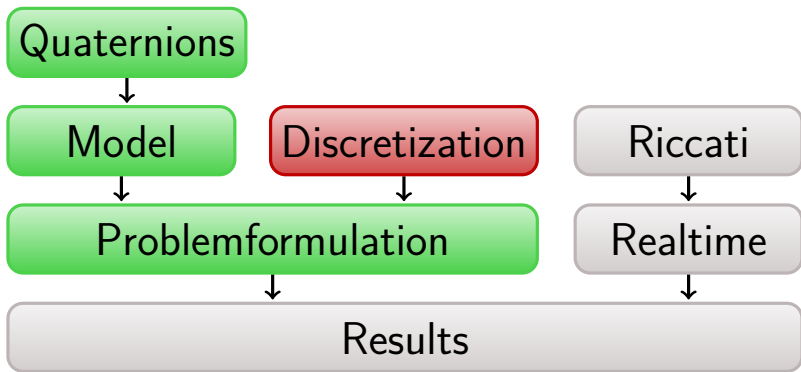 Quaternions
Model
Discretization
Riccati
Problemformulation
Realtime
Results